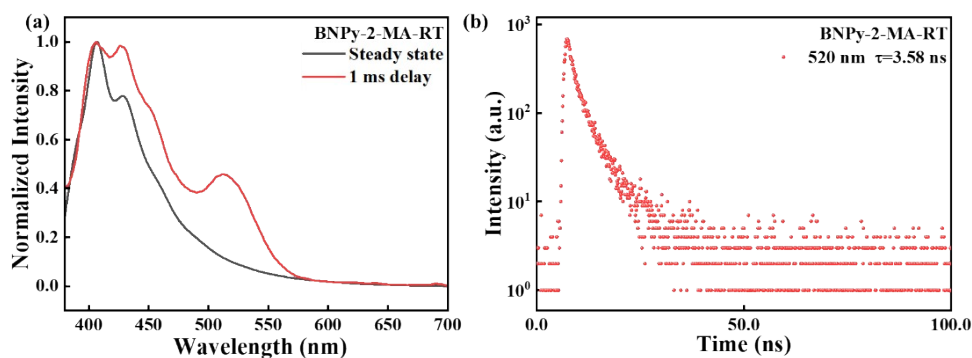 (a)
BNPy-2-MA-RT
Steady state
1 ms delay
Normalized Intensity
1.0
0.8
0.6
0.4
0.2
0.0
400 450 500 550 600 650 700
Wavelength (nm)
(b)
BNPy-2-MA-RT
520 nm τ=3.58 ns
Intensity (a.u.)
10³
10²
10¹
10⁰
0.0 50.0 100.0
Time (ns)